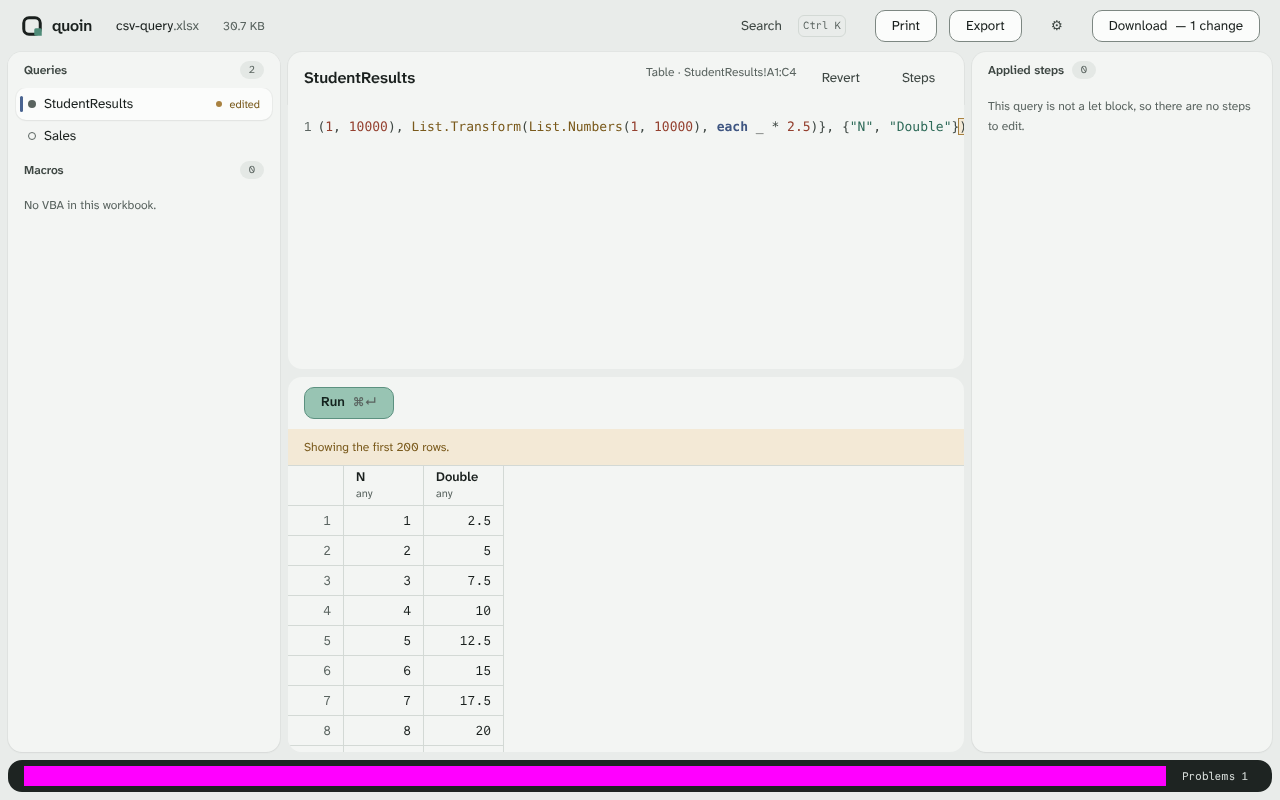 quoin
csv-query.xlsx
30.7 KB
Search
Ctrl K
Print
Export
Download — 1 change
Queries
2
StudentResults
edited
Sales
Macros
0
No VBA in this workbook.
StudentResults
Table · StudentResults!A1:C4
Revert
Steps
1 (1, 10000), List.Transform(List.Numbers(1, 10000), each _ * 2.5)}, {"N", "Double"})
Run ⌘↵
Showing the first 200 rows.
N Double
any any
1 1 2.5
2 2 5
3 3 7.5
4 4 10
5 5 12.5
6 6 15
7 7 17.5
8 8 20
Applied steps
0
This query is not a let block, so there are no steps
to edit.
Problems 1